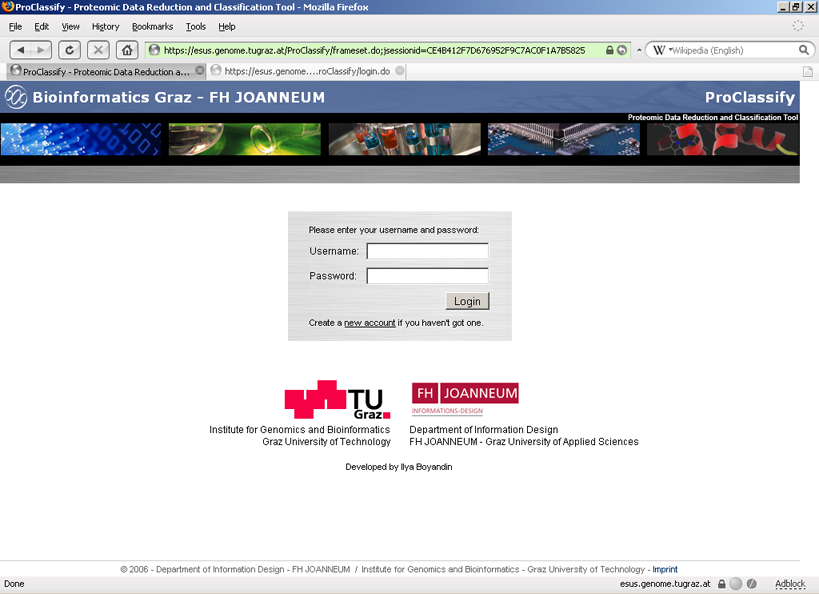 ProClassify - Proteomic Data Reduction and Classification Tool - Mozilla Firefox
File Edit View History Bookmarks Tools Help
https://esus.genome.tugraz.at/ProClassify/frameset.do;jsessionid=CE4B412F7D676952F9C7AC0F1A7B5825 W Wikipedia (English)
ProClassify - Proteomic Data Reduction a... https://esus.genome....roClassify/login.do
Bioinformatics Graz - FH JOANNEUM ProClassify
Proteomic Data Reduction and Classification Tool
Please enter your username and password:
Username:
Password:
Login
Create a new account if you haven't got one.
TU Graz FH JOANNEUM
INFORMATIONS-DESIGN
Institute for Genomics and Bioinformatics Department of Information Design
Graz University of Technology FH JOANNEUM - Graz University of Applied Sciences
Developed by Ilya Boyandin
© 2006 - Department of Information Design - FH JOANNEUM / Institute for Genomics and Bioinformatics - Graz University of Technology - Imprint
Done esus.genome.tugraz.at Adblock